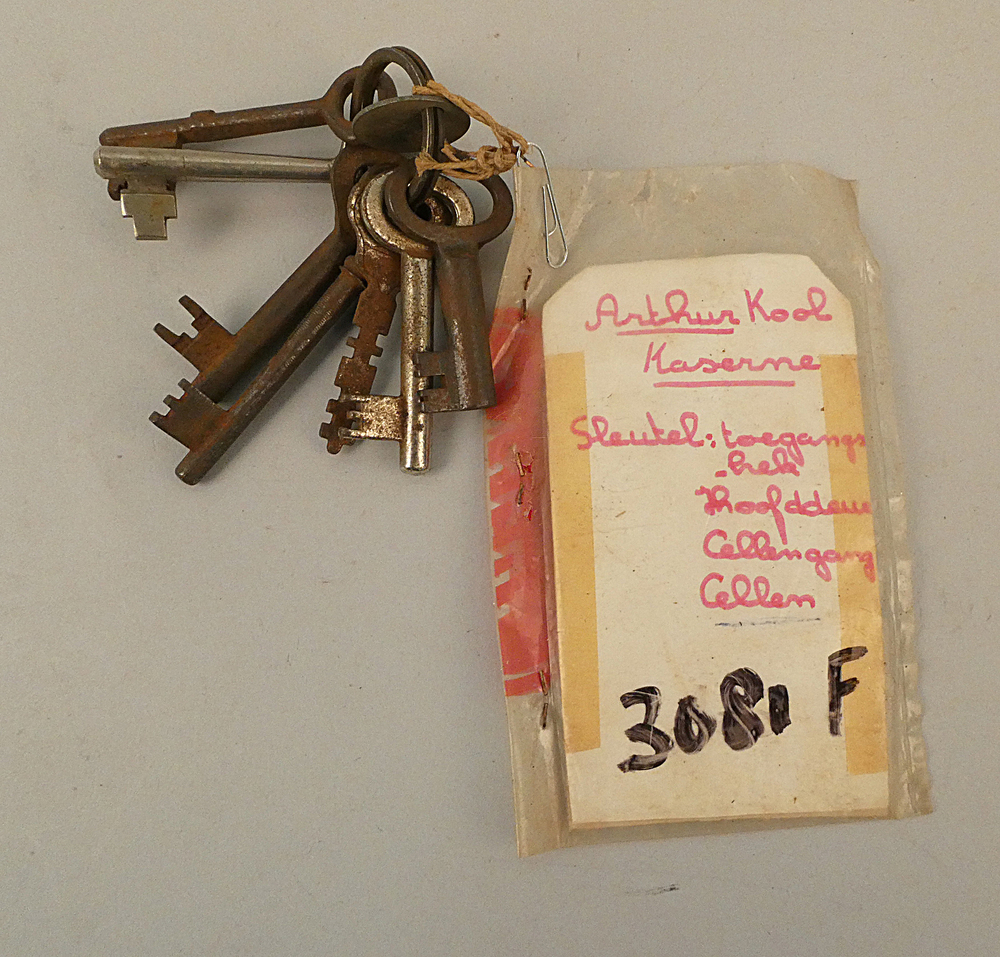 Arthur Kool
Kaserne
Sleutel: toegangs
-hek
Hoofddeur
Cellengang
Cellen
3081 F